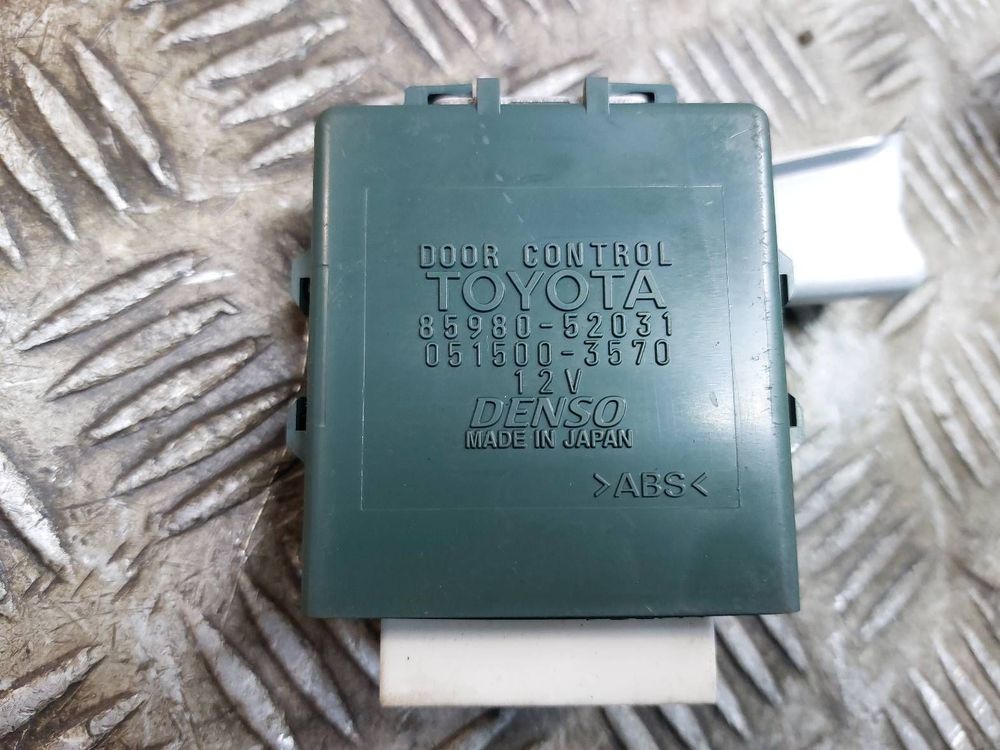 DOOR CONTROL
TOYOTA
85980-52031
051500-3570
12V
DENSO
MADE IN JAPAN
>ABS<